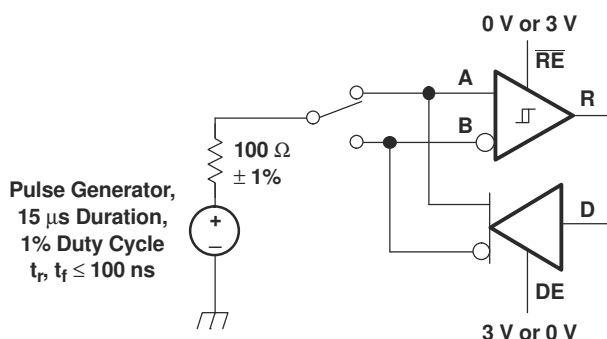 0 V or 3 V
RE
A
R
B
100 Ω
± 1%
Pulse Generator,
15 μs Duration,
1% Duty Cycle
tr, tf ≤ 100 ns
+
–
D
DE
3 V or 0 V